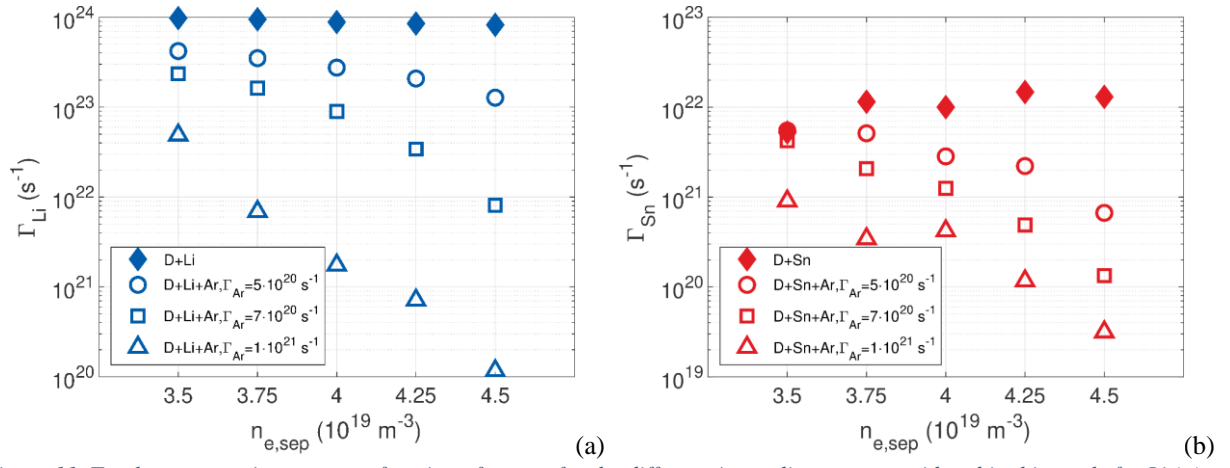 10^24
10^23
10^22
10^21
10^20
Γ_Li (s^-1)
D+Li
D+Li+Ar,Γ_Ar=5·10^20 s^-1
D+Li+Ar,Γ_Ar=7·10^20 s^-1
D+Li+Ar,Γ_Ar=1·10^21 s^-1
3.5 3.75 4 4.25 4.5
n_e,sep (10^19 m^-3)
(a)
10^23
10^22
10^21
10^20
10^19
Γ_Sn (s^-1)
D+Sn
D+Sn+Ar,Γ_Ar=5·10^20 s^-1
D+Sn+Ar,Γ_Ar=7·10^20 s^-1
D+Sn+Ar,Γ_Ar=1·10^21 s^-1
3.5 3.75 4 4.25 4.5
n_e,sep (10^19 m^-3)
(b)